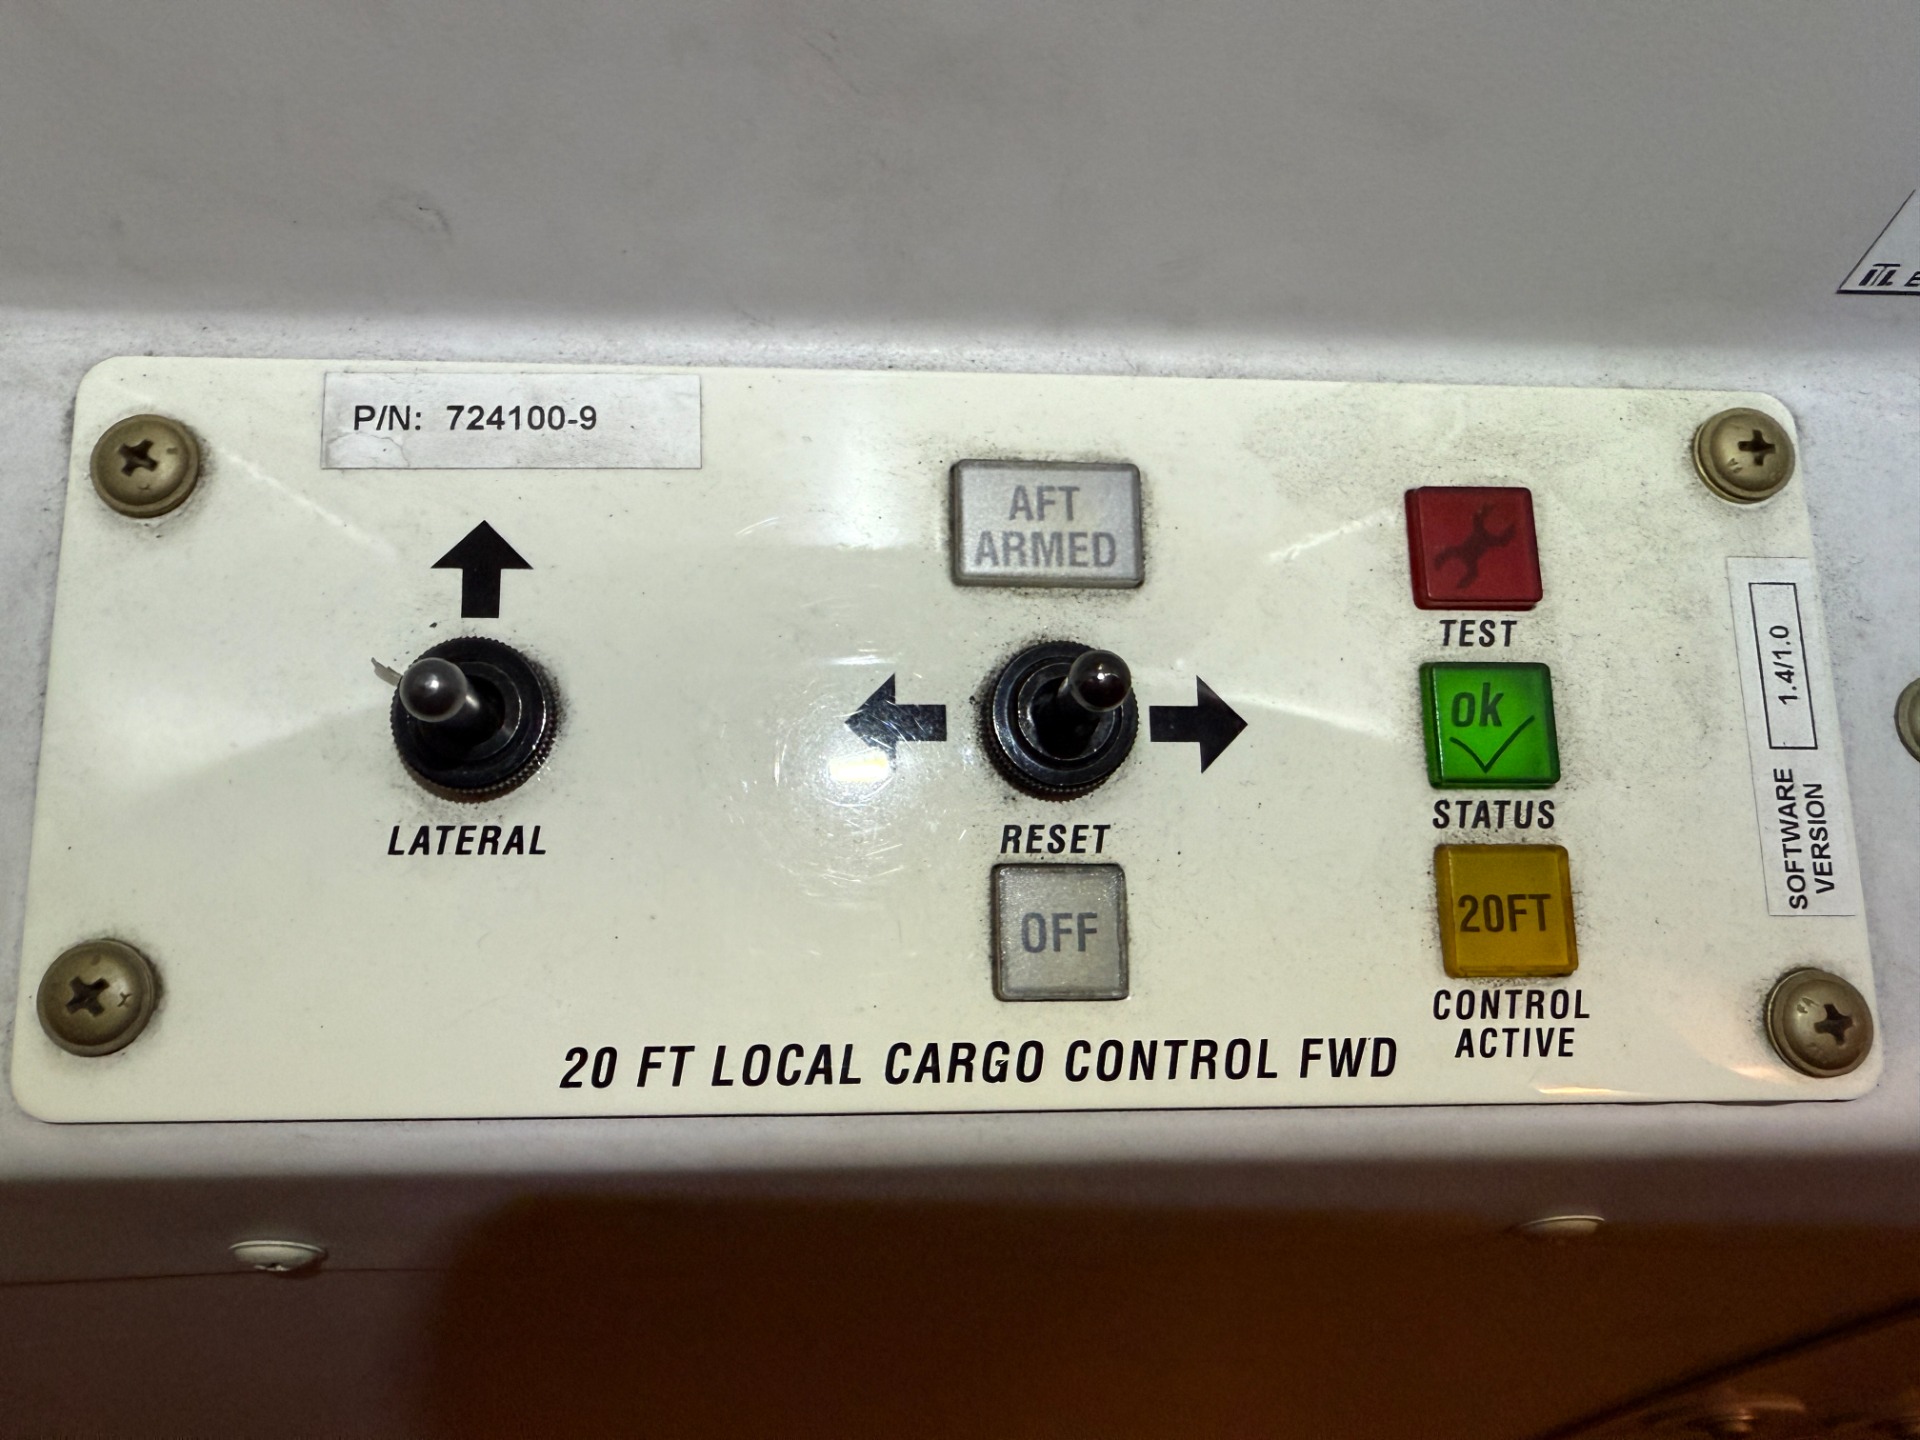 ITL
P/N: 724100-9
AFT
ARMED
TEST
ok
STATUS
LATERAL
RESET
OFF
20FT
CONTROL
ACTIVE
SOFTWARE
VERSION
1.4/1.0
20 FT LOCAL CARGO CONTROL FWD